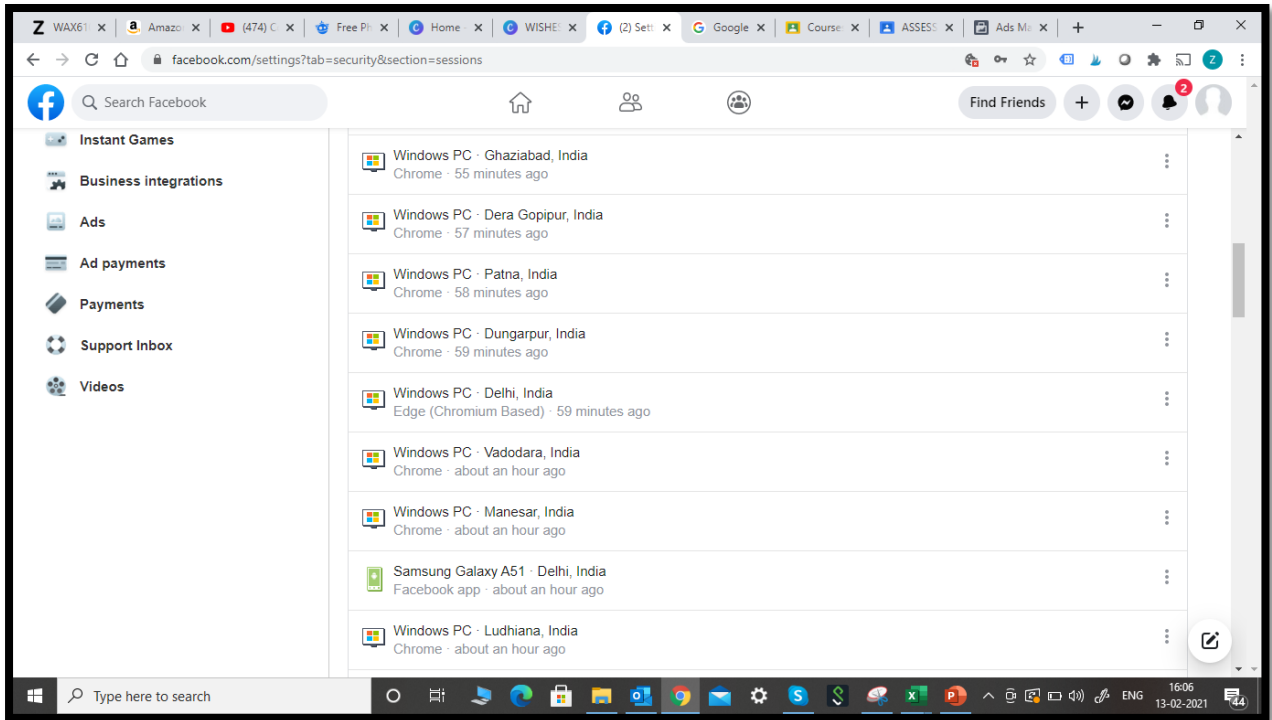 Z WAX61
a Amazo
(474) C
Free Ph
Home -
WISHE
(2) Sett
G Google
Course
ASSESS
Ads Ma
facebook.com/settings?tab=security&section=sessions
Z
Search Facebook
Find Friends
2
Instant Games
Business integrations
Ads
Ad payments
Payments
Support Inbox
Videos
Windows PC · Ghaziabad, India
Chrome · 55 minutes ago
Windows PC · Dera Gopipur, India
Chrome · 57 minutes ago
Windows PC · Patna, India
Chrome · 58 minutes ago
Windows PC · Dungarpur, India
Chrome · 59 minutes ago
Windows PC · Delhi, India
Edge (Chromium Based) · 59 minutes ago
Windows PC · Vadodara, India
Chrome · about an hour ago
Windows PC · Manesar, India
Chrome · about an hour ago
Samsung Galaxy A51 · Delhi, India
Facebook app · about an hour ago
Windows PC · Ludhiana, India
Chrome · about an hour ago
Type here to search
ENG
16:06
13-02-2021
44